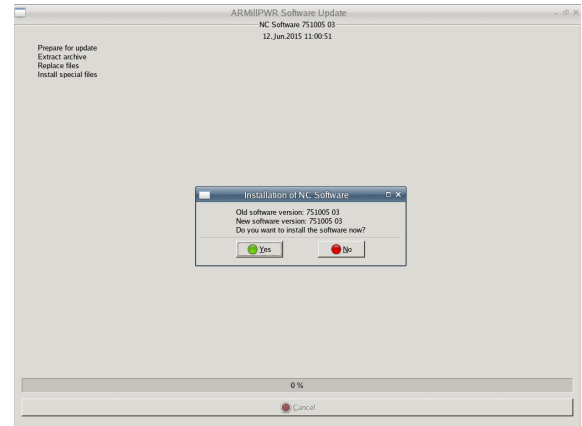 ARMillPWR Software Update
NC Software 751005 03
12.Jun.2015 11:00:51
Prepare for update
Extract archive
Replace files
Install special files
Installation of NC Software
Old software version: 751005 03
New software version: 751005 03
Do you want to install the software now?
Yes
No
0 %
Cancel